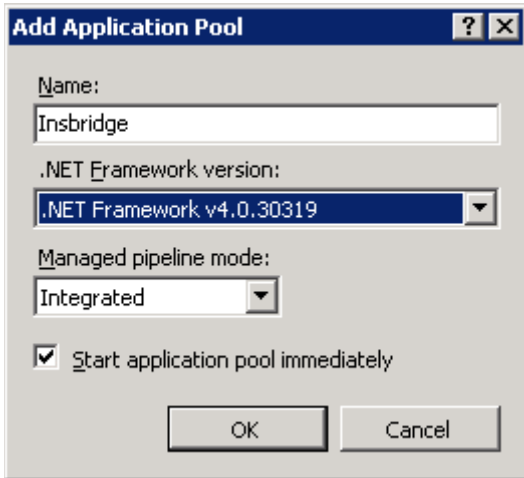 Add Application Pool
Name:
Insbridge
.NET Framework version:
.NET Framework v4.0.30319
Managed pipeline mode:
Integrated
Start application pool immediately
OK Cancel